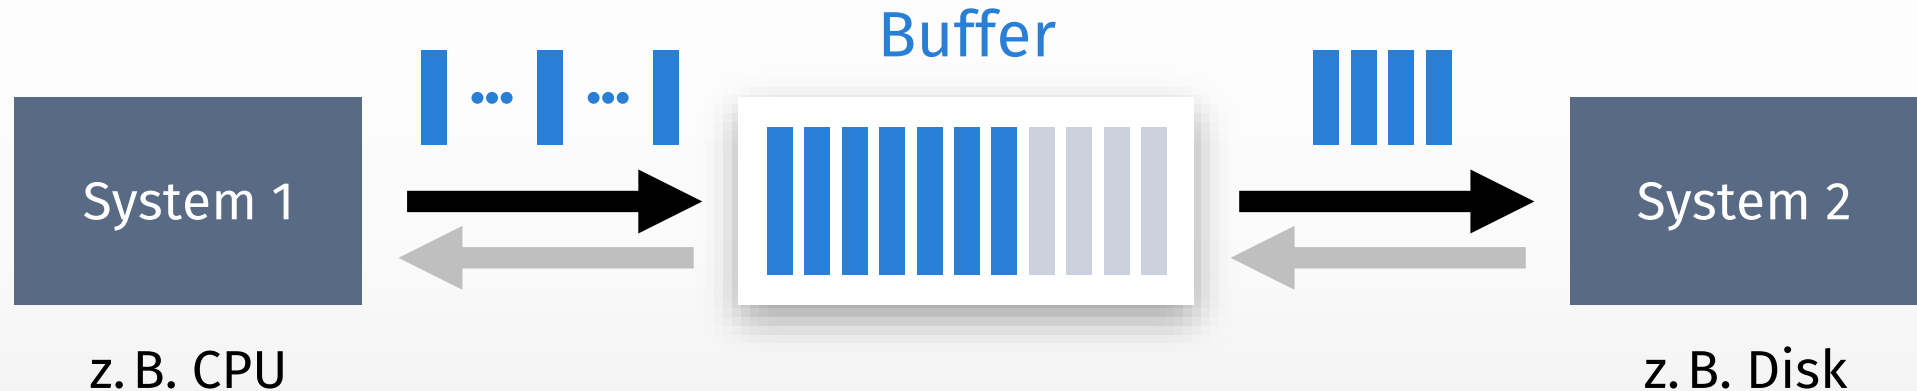 Buffer
System 1
System 2
z. B. CPU
z. B. Disk